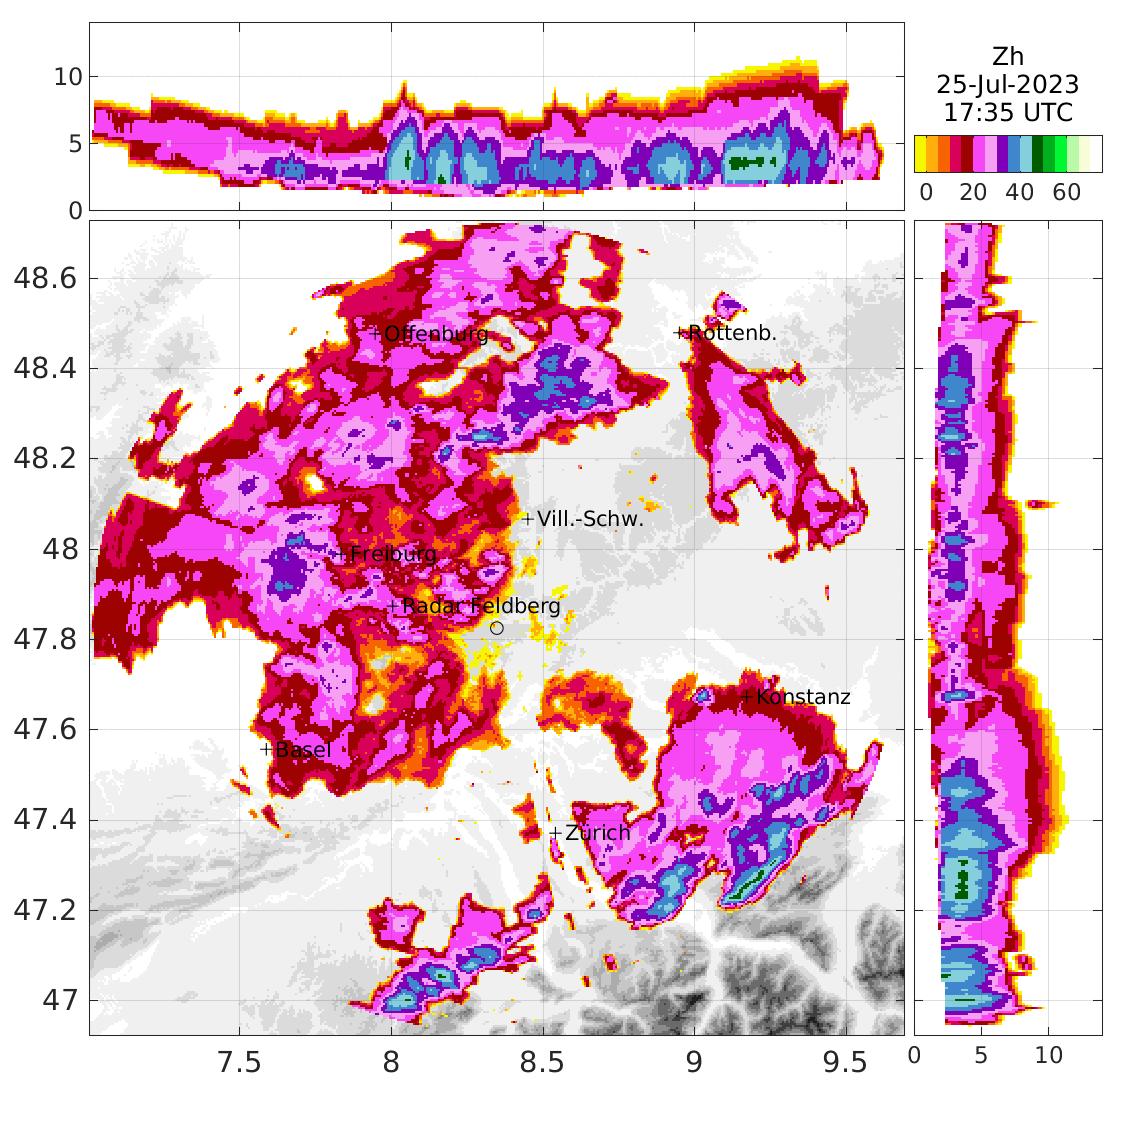 10
5
0
Zh
25-Jul-2023
17:35 UTC
0 20 40 60
48.6
48.4
48.2
48
47.8
47.6
47.4
47.2
47
Offenburg
Rottenb.
Vill.-Schw.
Freiburg
Radar Feldberg
Konstanz
Basel
Zürich
7.5 8 8.5 9 9.5
0 5 10